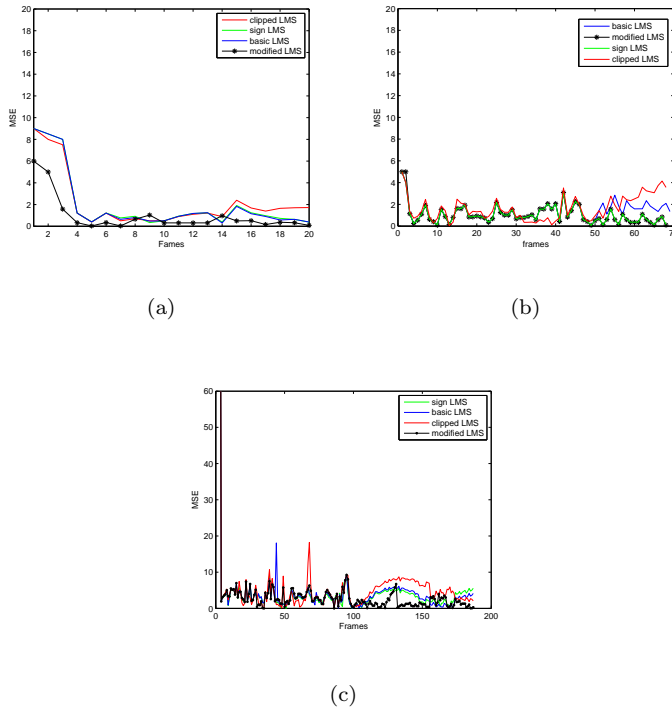 20
18
16
14
12
10
8
6
4
2
0
MSE
2 4 6 8 10 12 14 16 18 20
Fames
clipped LMS
sign LMS
basic LMS
modified LMS
(a)
20
18
16
14
12
10
8
6
4
2
0
MSE
0 10 20 30 40 50 60 70
frames
basic LMS
modified LMS
sign LMS
clipped LMS
(b)
60
50
40
30
20
10
0
MSE
0 50 100 150 200
Frames
sign LMS
basic LMS
clipped LMS
modified LMS
(c)